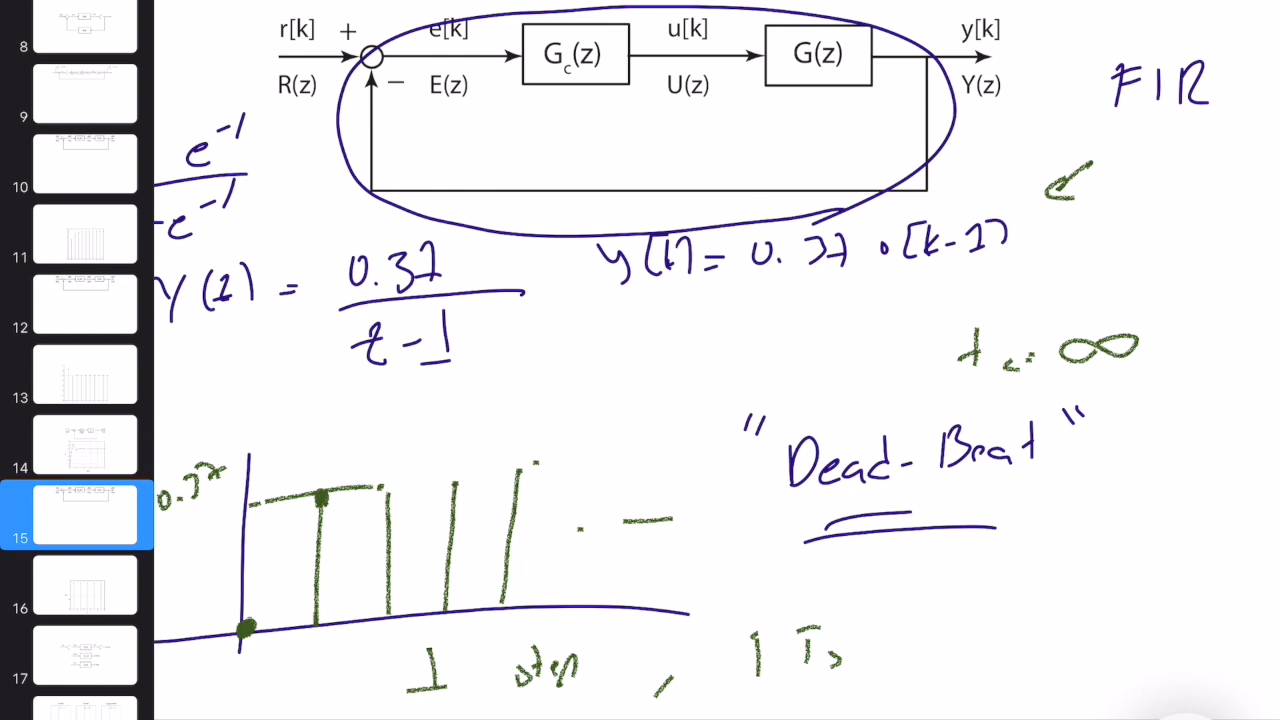 8
9
10
11
12
13
14
15
16
17
r[k] + e[k] u[k] y[k]
G_c(z) G(z)
R(z) − E(z) U(z) Y(z)
FIR
e^-1
-e^-1
Y(z) = 0.37 / z-1
y[k] = 0.37 · [k-1]
t ∞
"Dead-Beat"
0.37
1 step, 1 Ts